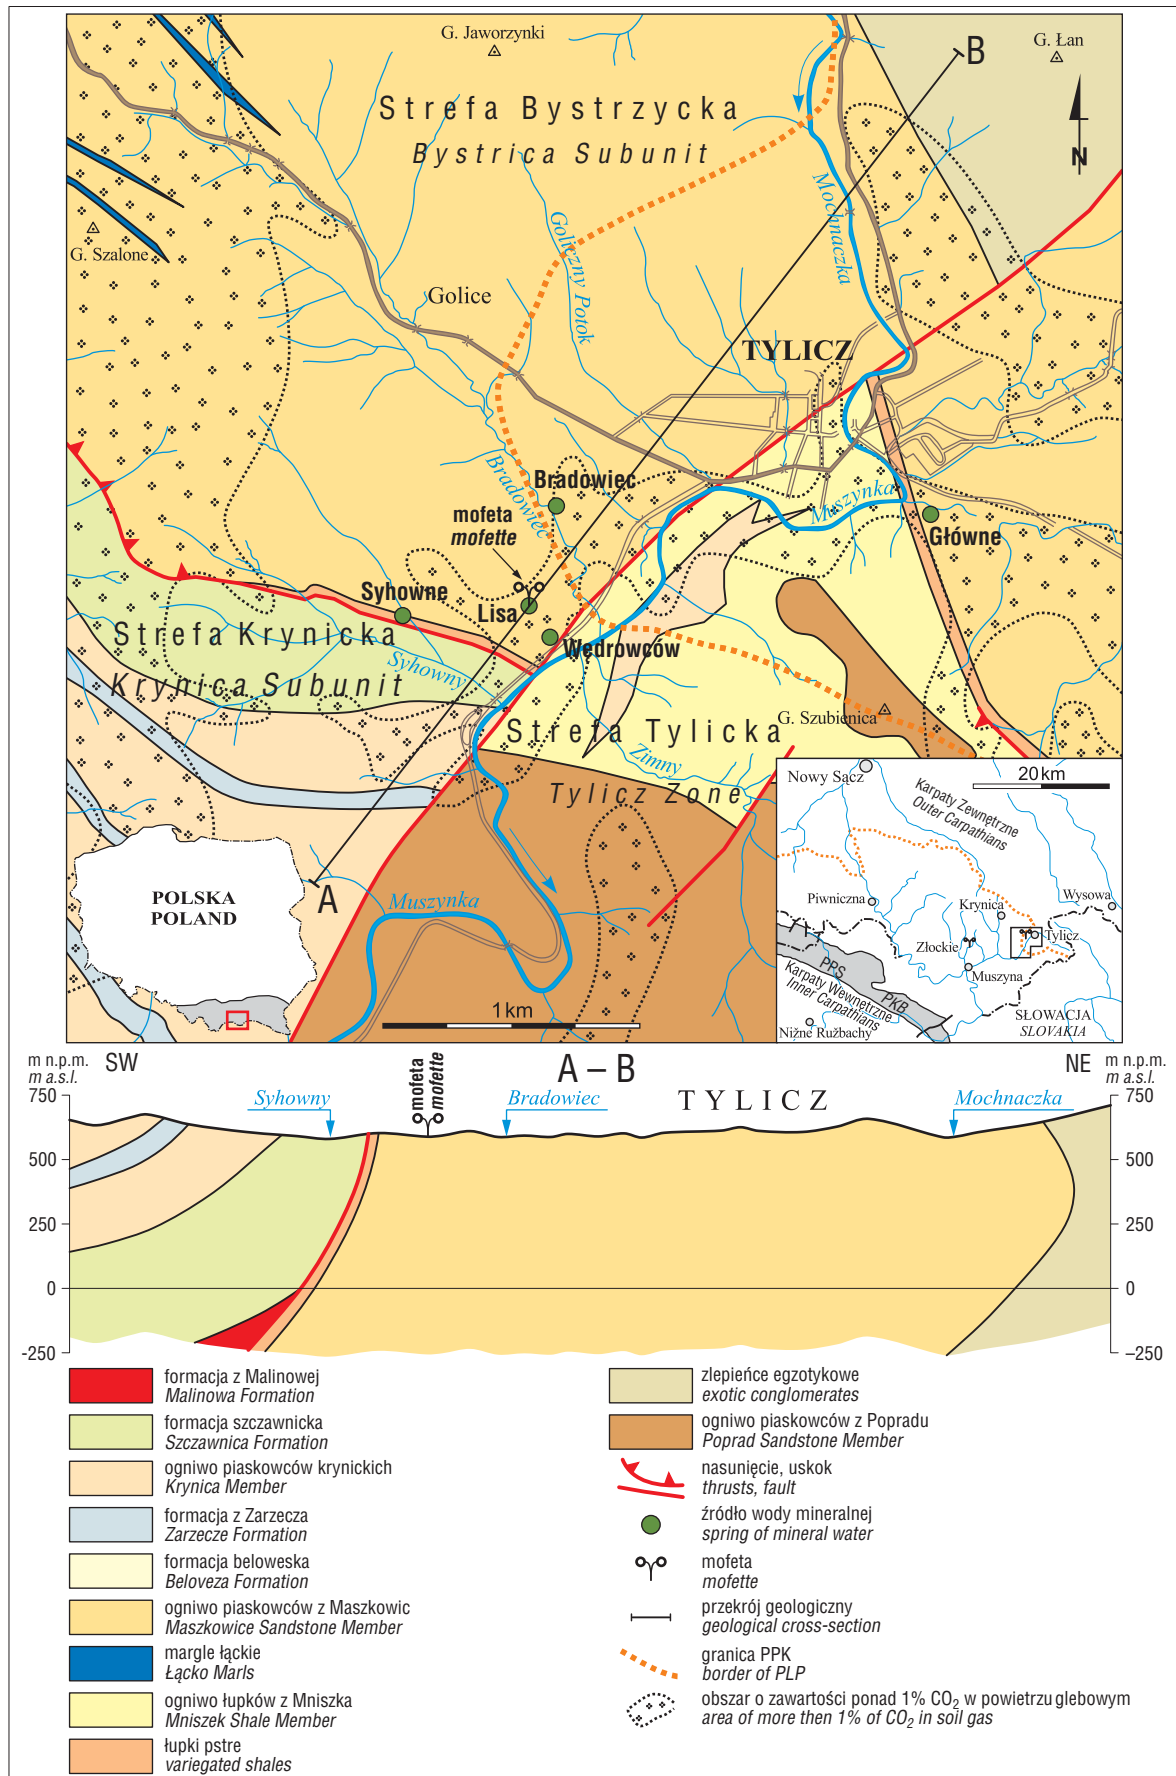 G. Jaworzynki
B
G. Łan
Strefa Bystrzycka
Bystrica Subunit
N
Mochnaczka
G. Szalone
Goliczny Potok
Golice
TYLICZ
Bradowiec
Bradowiec
mofeta
mofette
Muszynka
Główne
Syhowne
Lisa
Strefa Krynicka
Wędrowców
Syhowny
Krynica Subunit
G. Szubienica
Strefa Tylicka
Zimny
Tylicz Zone
A
Muszynka
1 km
POLSKA
POLAND
20 km
Nowy Sącz
Karpaty Zewnętrzne
Outer Carpathians
Piwniczna
Krynica
Wysowa
Złockie
Tylicz
Muszyna
PPS
PKB
Karpaty Wewnętrzne
Inner Carpathians
SŁOWACJA
SLOVAKIA
Nižne Ružbachy
m n.p.m.
m a.s.l.
SW
A – B
NE
m n.p.m.
m a.s.l.
mofeta
mofette
750
Syhowny
Bradowiec
TYLICZ
Mochnaczka
750
500
500
250
250
0
0
-250
–250
formacja z Malinowej
Malinowa Formation
formacja szczawnicka
Szczawnica Formation
ogniwo piaskowców krynickich
Krynica Member
formacja z Zarzecza
Zarzecze Formation
formacja beloweska
Beloveza Formation
ogniwo piaskowców z Maszkowic
Maszkowice Sandstone Member
margle łąckie
Łącko Marls
ogniwo łupków z Mniszka
Mniszek Shale Member
łupki pstre
variegated shales
zlepieńce egzotykowe
exotic conglomerates
ogniwo piaskowców z Popradu
Poprad Sandstone Member
nasunięcie, uskok
thrusts, fault
źródło wody mineralnej
spring of mineral water
mofeta
mofette
przekrój geologiczny
geological cross-section
granica PPK
border of PLP
obszar o zawartości ponad 1% CO₂ w powietrzu glebowym
area of more then 1% of CO₂ in soil gas